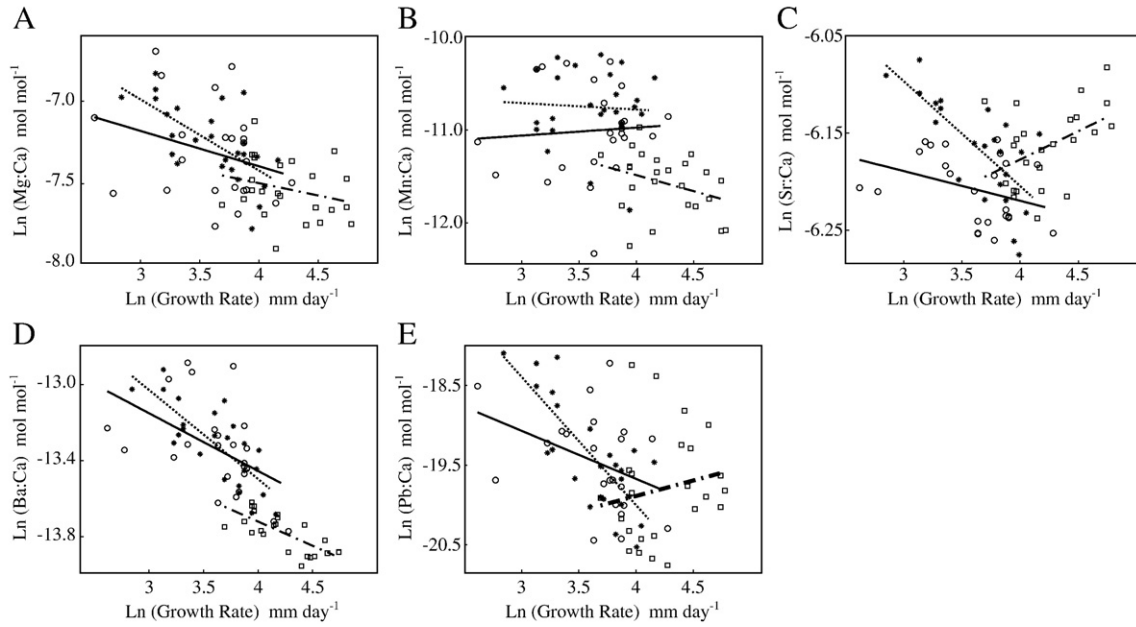 A
B
C
-7.0
-7.5
-8.0
Ln (Mg:Ca) mol mol⁻¹
3 3.5 4 4.5
Ln (Growth Rate) mm day⁻¹
-10.0
-11.0
-12.0
Ln (Mn:Ca) mol mol⁻¹
3 3.5 4 4.5
Ln (Growth Rate) mm day⁻¹
-6.05
-6.15
-6.25
Ln (Sr:Ca) mol mol⁻¹
3 3.5 4 4.5
Ln (Growth Rate) mm day⁻¹
D
E
-13.0
-13.4
-13.8
Ln (Ba:Ca) mol mol⁻¹
3 3.5 4 4.5
Ln (Growth Rate) mm day⁻¹
-18.5
-19.5
-20.5
Ln (Pb:Ca) mol mol⁻¹
3 3.5 4 4.5
Ln (Growth Rate) mm day⁻¹